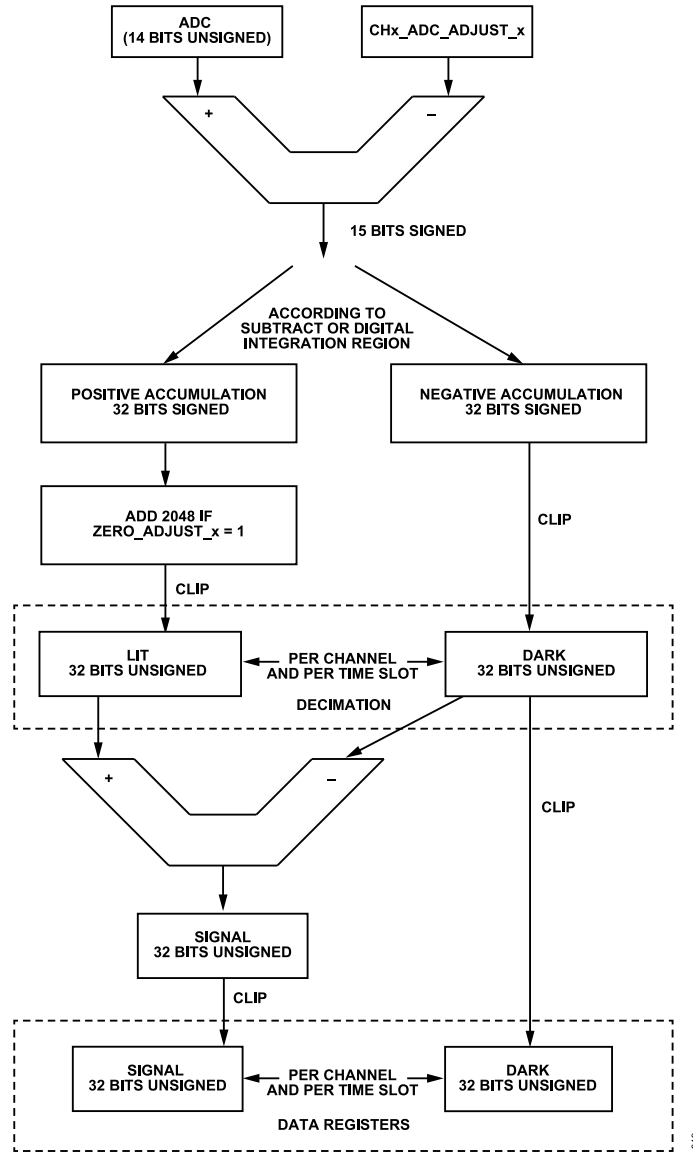 ADC
(14 BITS UNSIGNED)
CHx_ADC_ADJUST_x
+
–
15 BITS SIGNED
ACCORDING TO
SUBTRACT OR DIGITAL
INTEGRATION REGION
POSITIVE ACCUMULATION
32 BITS SIGNED
NEGATIVE ACCUMULATION
32 BITS SIGNED
ADD 2048 IF
ZERO_ADJUST_x = 1
CLIP
CLIP
LIT
32 BITS UNSIGNED
PER CHANNEL
AND PER TIME SLOT
DARK
32 BITS UNSIGNED
DECIMATION
+
–
CLIP
SIGNAL
32 BITS UNSIGNED
CLIP
SIGNAL
32 BITS UNSIGNED
PER CHANNEL
AND PER TIME SLOT
DARK
32 BITS UNSIGNED
DATA REGISTERS